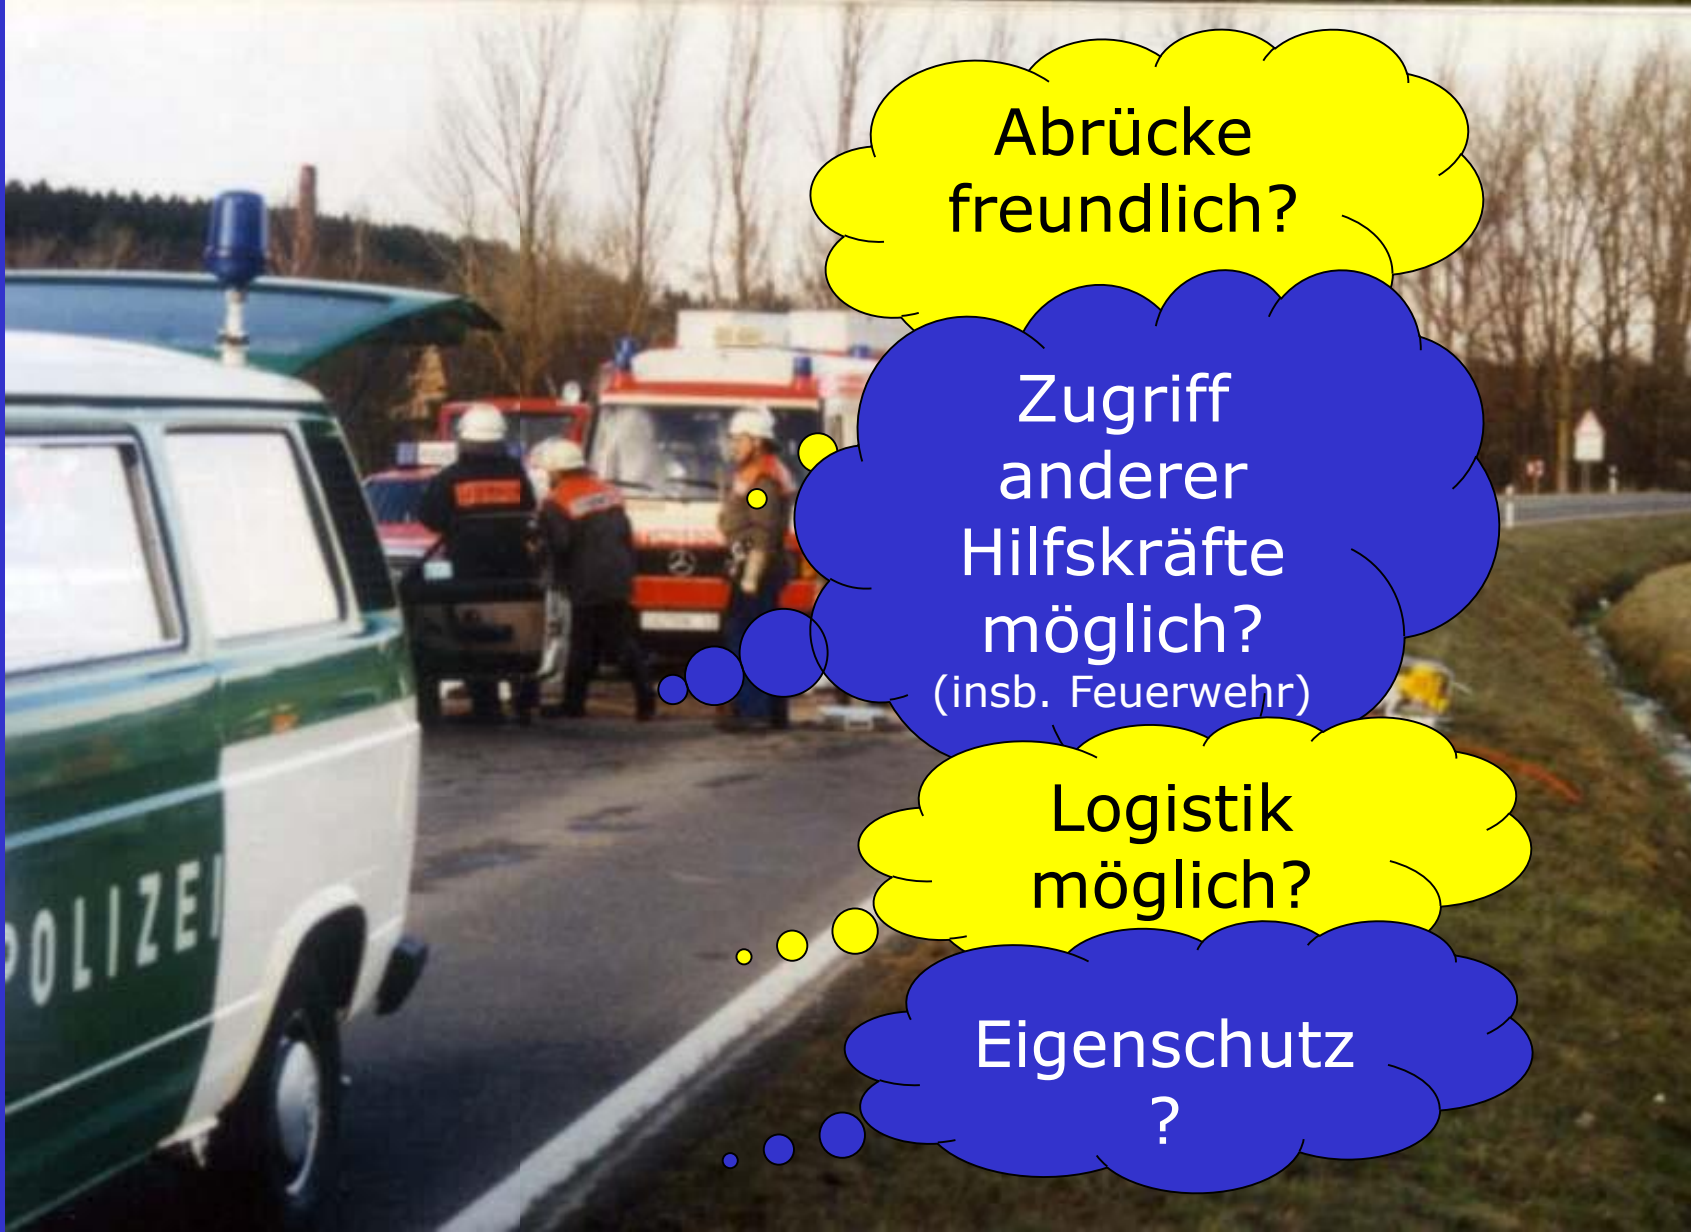 Abrücke
freundlich?
Zugriff
anderer
Hilfskräfte
möglich?
(insb. Feuerwehr)
Logistik
möglich?
Eigenschutz
?
POLIZEI